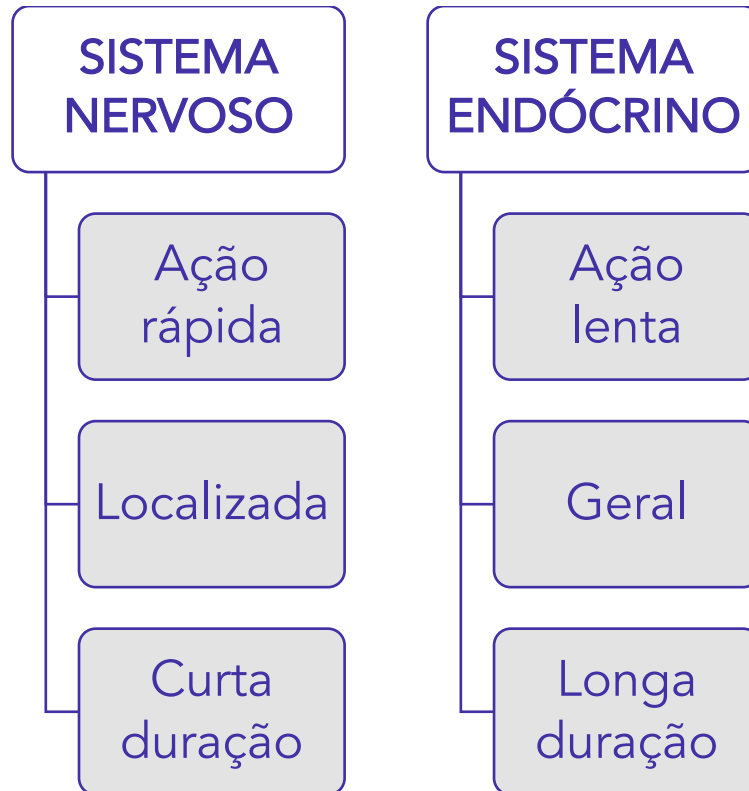 SISTEMA
NERVOSO
Ação
rápida
Localizada
Curta
duração
SISTEMA
ENDÓCRINO
Ação
lenta
Geral
Longa
duração